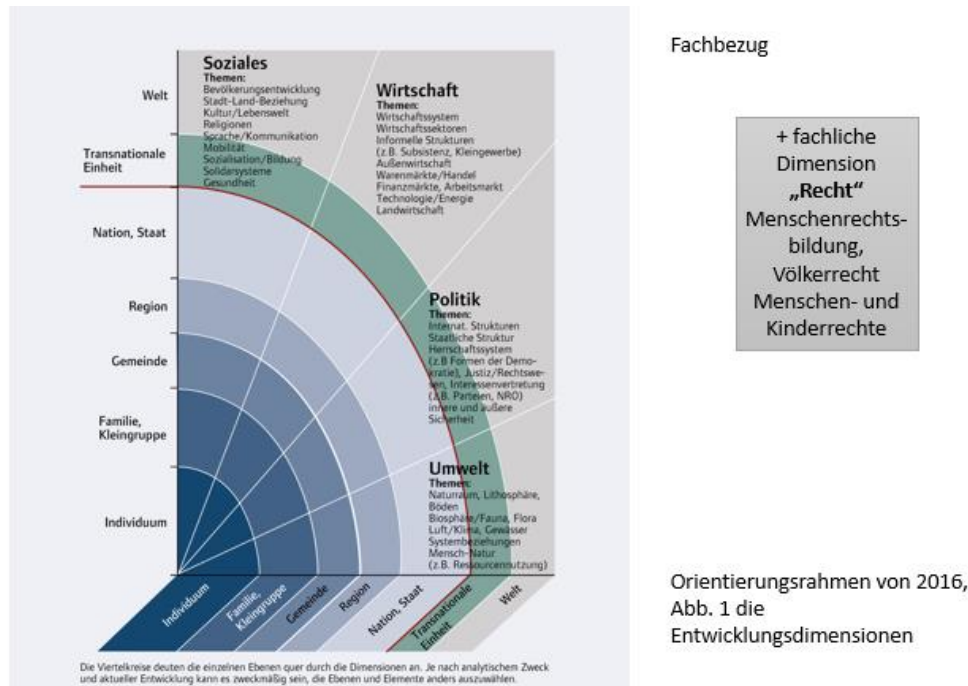 Soziales
Themen:
Bevölkerungsentwicklung
Stadt-Land-Beziehung
Kultur/Lebenswelt
Religionen
Sprache/Kommunikation
Mobilität
Sozialisation/Bildung
Solidarsysteme
Gesundheit
Wirtschaft
Themen:
Wirtschaftssystem
Wirtschaftssektoren
Informelle Strukturen
(z.B. Subsistenz, Kleingewerbe)
Außenwirtschaft
Warenmärkte/Handel
Finanzmärkte, Arbeitsmarkt
Technologie/Energie
Landwirtschaft
Politik
Themen:
Internat. Strukturen
Staatliche Struktur
Herrschaftssystem
(z.B Formen der Demo-
kratie), Justiz/Rechtswe-
sen, Interessenvertretung
(z.B. Parteien, NRO)
innere und äußere
Sicherheit
Umwelt
Themen:
Naturraum, Lithosphäre,
Böden
Biosphäre/Fauna, Flora
Luft/Klima, Gewässer
Systembeziehungen
Mensch-Natur
(z.B. Ressourcennutzung)
Welt
Transnationale
Einheit
Nation, Staat
Region
Gemeinde
Familie,
Kleingruppe
Individuum
Individuum
Familie,
Kleingruppe
Gemeinde
Region
Nation, Staat
Transnationale
Einheit
Welt
Die Viertelkreise deuten die einzelnen Ebenen quer durch die Dimensionen an. Je nach analytischem Zweck
und aktueller Entwicklung kann es zweckmäßig sein, die Ebenen und Elemente anders auszuwählen.
Fachbezug
+ fachliche
Dimension
„Recht“
Menschenrechts-
bildung,
Völkerrecht
Menschen- und
Kinderrechte
Orientierungsrahmen von 2016,
Abb. 1 die
Entwicklungsdimensionen